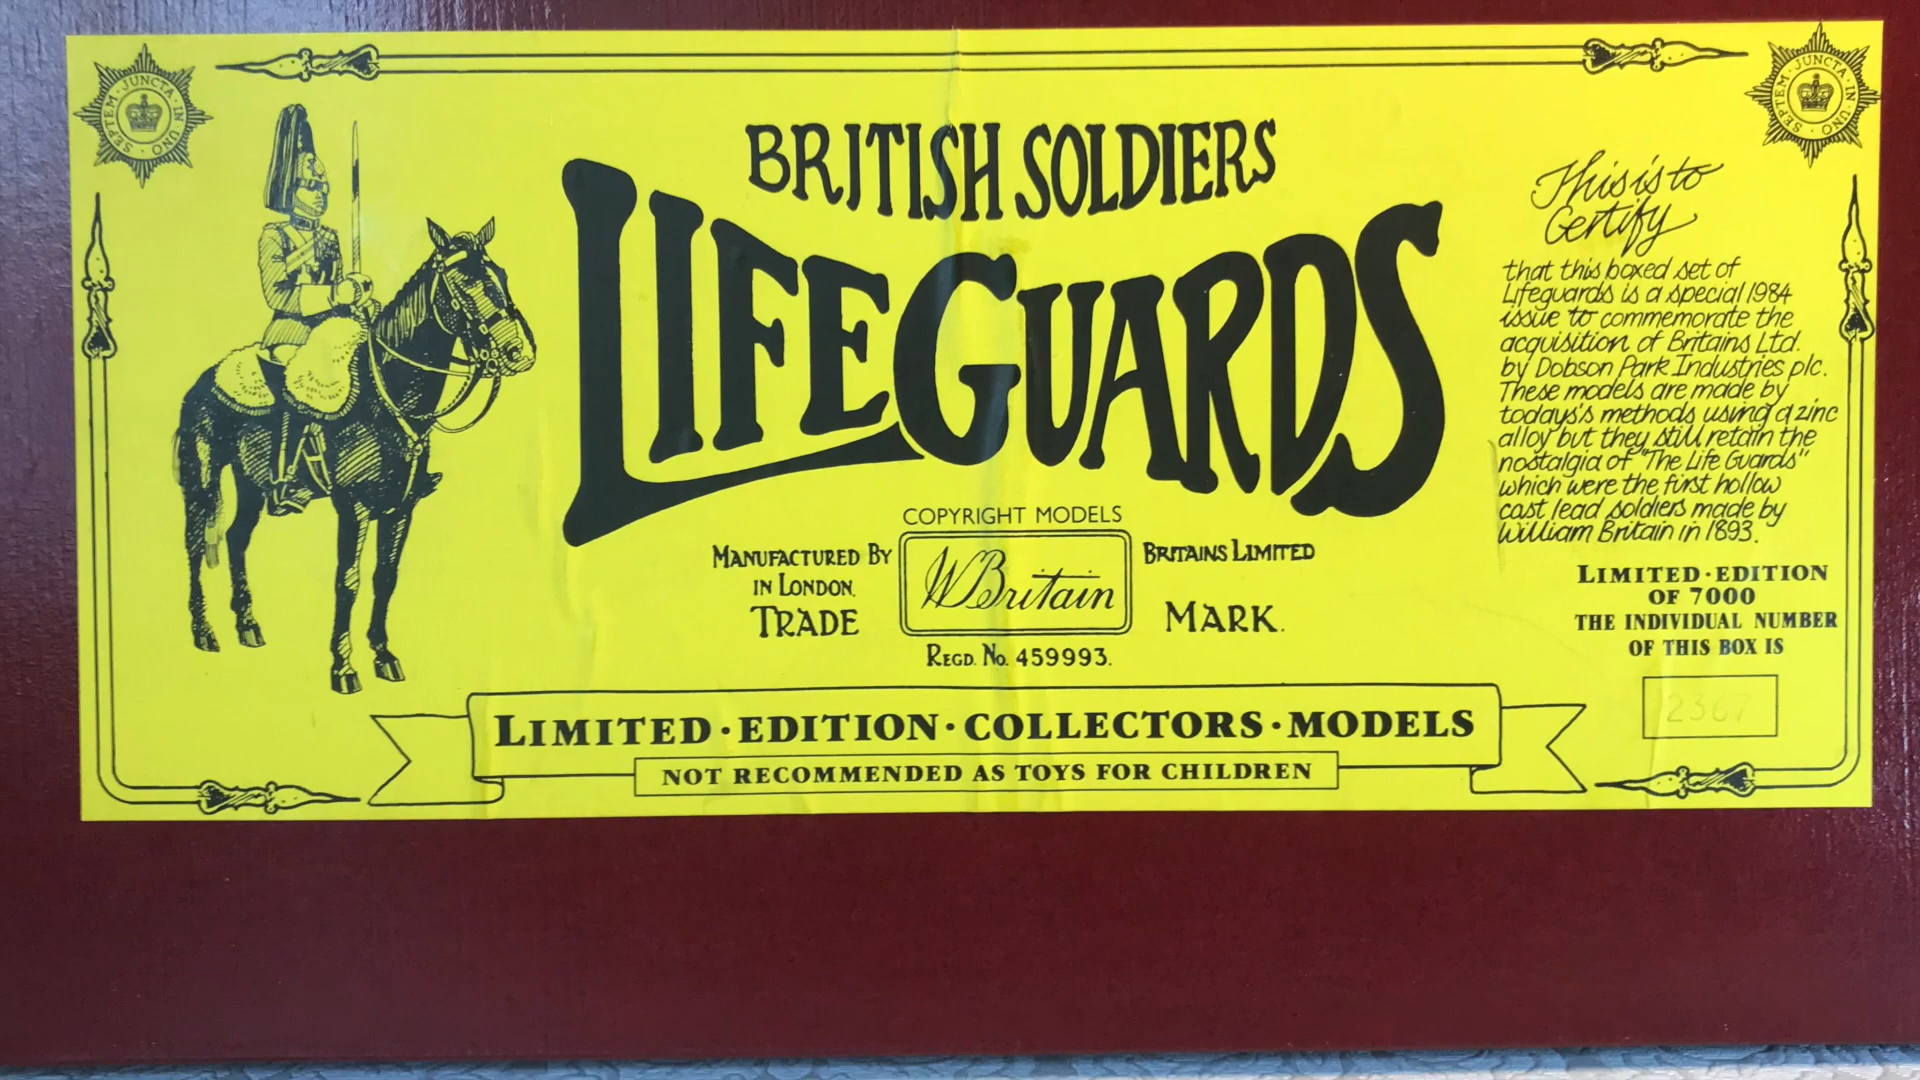 SEPTEM · JUNCTA · IN · UNO ·
SEPTEM · JUNCTA · IN · UNO ·
BRITISH SOLDIERS
LIFEGUARDS
COPYRIGHT MODELS
MANUFACTURED BY
IN LONDON.
TRADE
WBritain
BRITAINS LIMITED
MARK.
REGD. No. 459993.
LIMITED · EDITION · COLLECTORS · MODELS
NOT RECOMMENDED AS TOYS FOR CHILDREN
This is to
Certify
that this boxed set of
Lifeguards is a special 1984
issue to commemorate the
acquisition of Britains Ltd.
by Dobson Park Industries plc.
These models are made by
todays's methods using a zinc
alloy but they still retain the
nostalgia of "The Life Guards"
which were the first hollow
cast lead soldiers made by
William Britain in 1893.
LIMITED · EDITION
OF 7000
THE INDIVIDUAL NUMBER
OF THIS BOX IS
2367